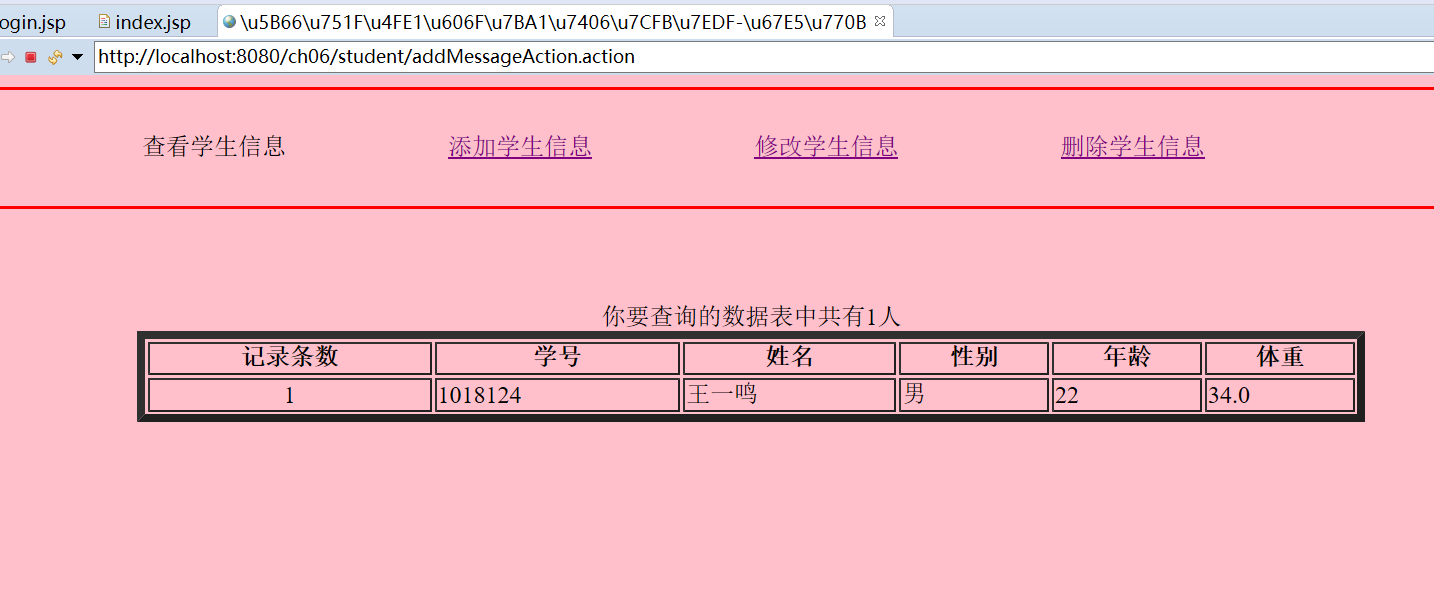 ogin.jsp index.jsp \u5B66\u751F\u4FE1\u606F\u7BA1\u7406\u7CFB\u7EDF-\u67E5\u770B
http://localhost:8080/ch06/student/addMessageAction.action
查看学生信息 添加学生信息 修改学生信息 删除学生信息
你要查询的数据表中共有1人
记录条数 学号 姓名 性别 年龄 体重
1 1018124 王一鸣 男 22 34.0